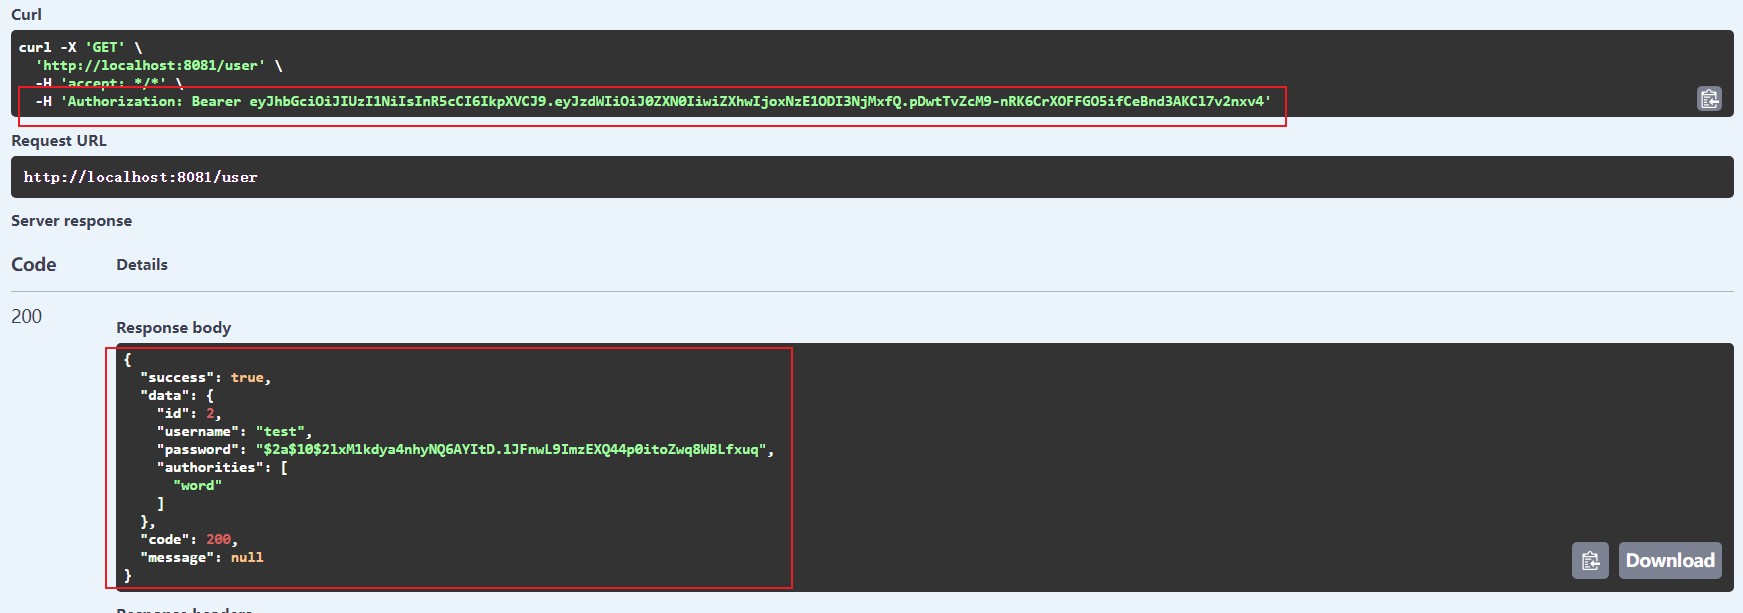 Curl
curl -X 'GET' \
'http://localhost:8081/user' \
-H 'accept: */*' \
-H 'Authorization: Bearer eyJhbGciOiJIUzI1NiIsInR5cCI6IkpXVCJ9.eyJzdWIiOiJ0ZXN0IiwiZXhwIjoxNzE1ODI3NjMxfQ.pDwtTvZcM9-nRK6CrXOFFGO5ifCeBnd3AKCl7v2nxv4'
Request URL
http://localhost:8081/user
Server response
Code Details
200
Response body
{
"success": true,
"data": {
"id": 2,
"username": "test",
"password": "$2a$10$2lxM1kdya4nhyNQ6AYItD.1JFnwL9ImzEXQ44p0itoZwq8WBLfxuq",
"authorities": [
"word"
]
},
"code": 200,
"message": null
}
Download
Response headers